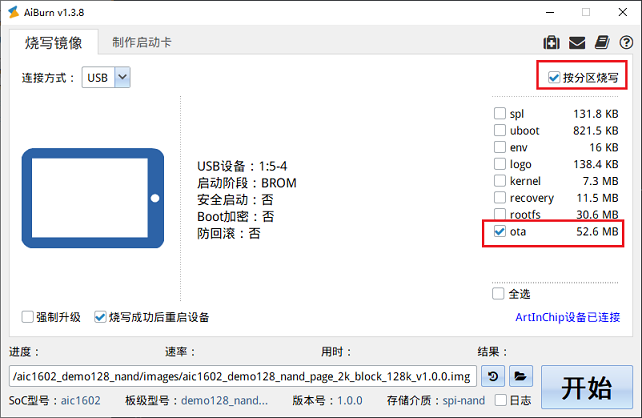 AiBurn v1.3.8
烧写镜像 制作启动卡
连接方式： USB 按分区烧写
spl 131.8 KB
uboot 821.5 KB
env 16 KB
logo 138.4 KB
kernel 7.3 MB
recovery 11.5 MB
rootfs 30.6 MB
ota 52.6 MB
USB设备：1:5-4
启动阶段：BROM
安全启动：否
Boot加密：否
防回滚：否
全选
强制升级 烧写成功后重启设备 ArtInChip设备已连接
进度： 速率： 用时： 结果：
/aic1602_demo128_nand/images/aic1602_demo128_nand_page_2k_block_128k_v1.0.0.img
开始
SoC型号：aic1602 板级型号：demo128_nand... 版本号：1.0.0 存储介质：spi-nand 日志